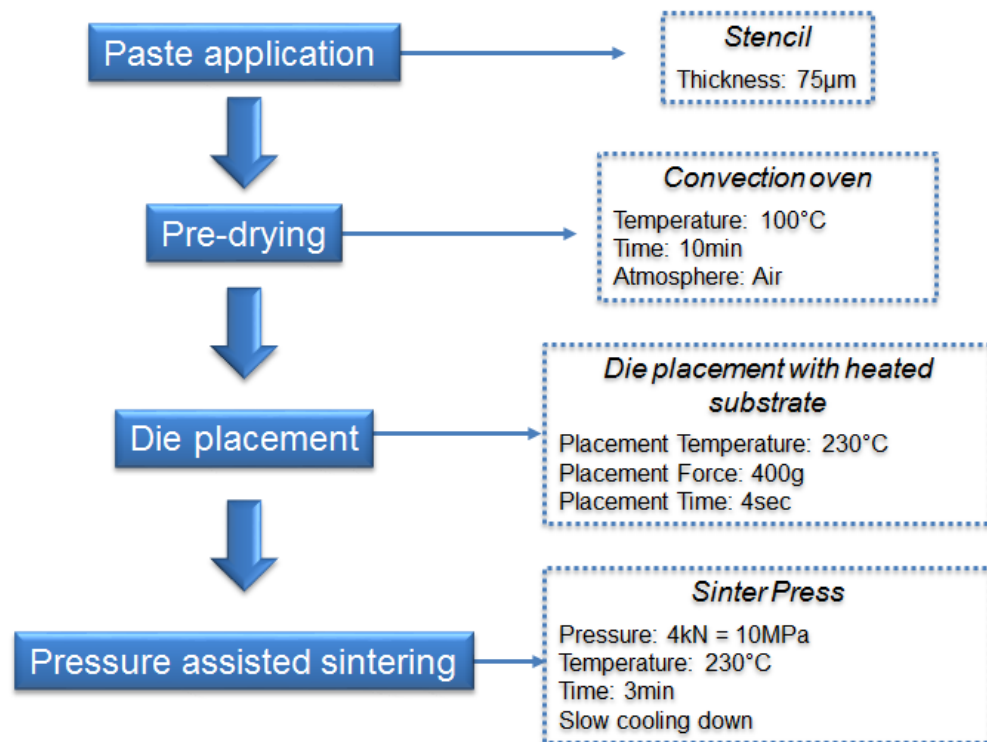 Paste application
Stencil
Thickness: 75µm
Pre-drying
Convection oven
Temperature: 100°C
Time: 10min
Atmosphere: Air
Die placement
Die placement with heated
substrate
Placement Temperature: 230°C
Placement Force: 400g
Placement Time: 4sec
Pressure assisted sintering
Sinter Press
Pressure: 4kN = 10MPa
Temperature: 230°C
Time: 3min
Slow cooling down